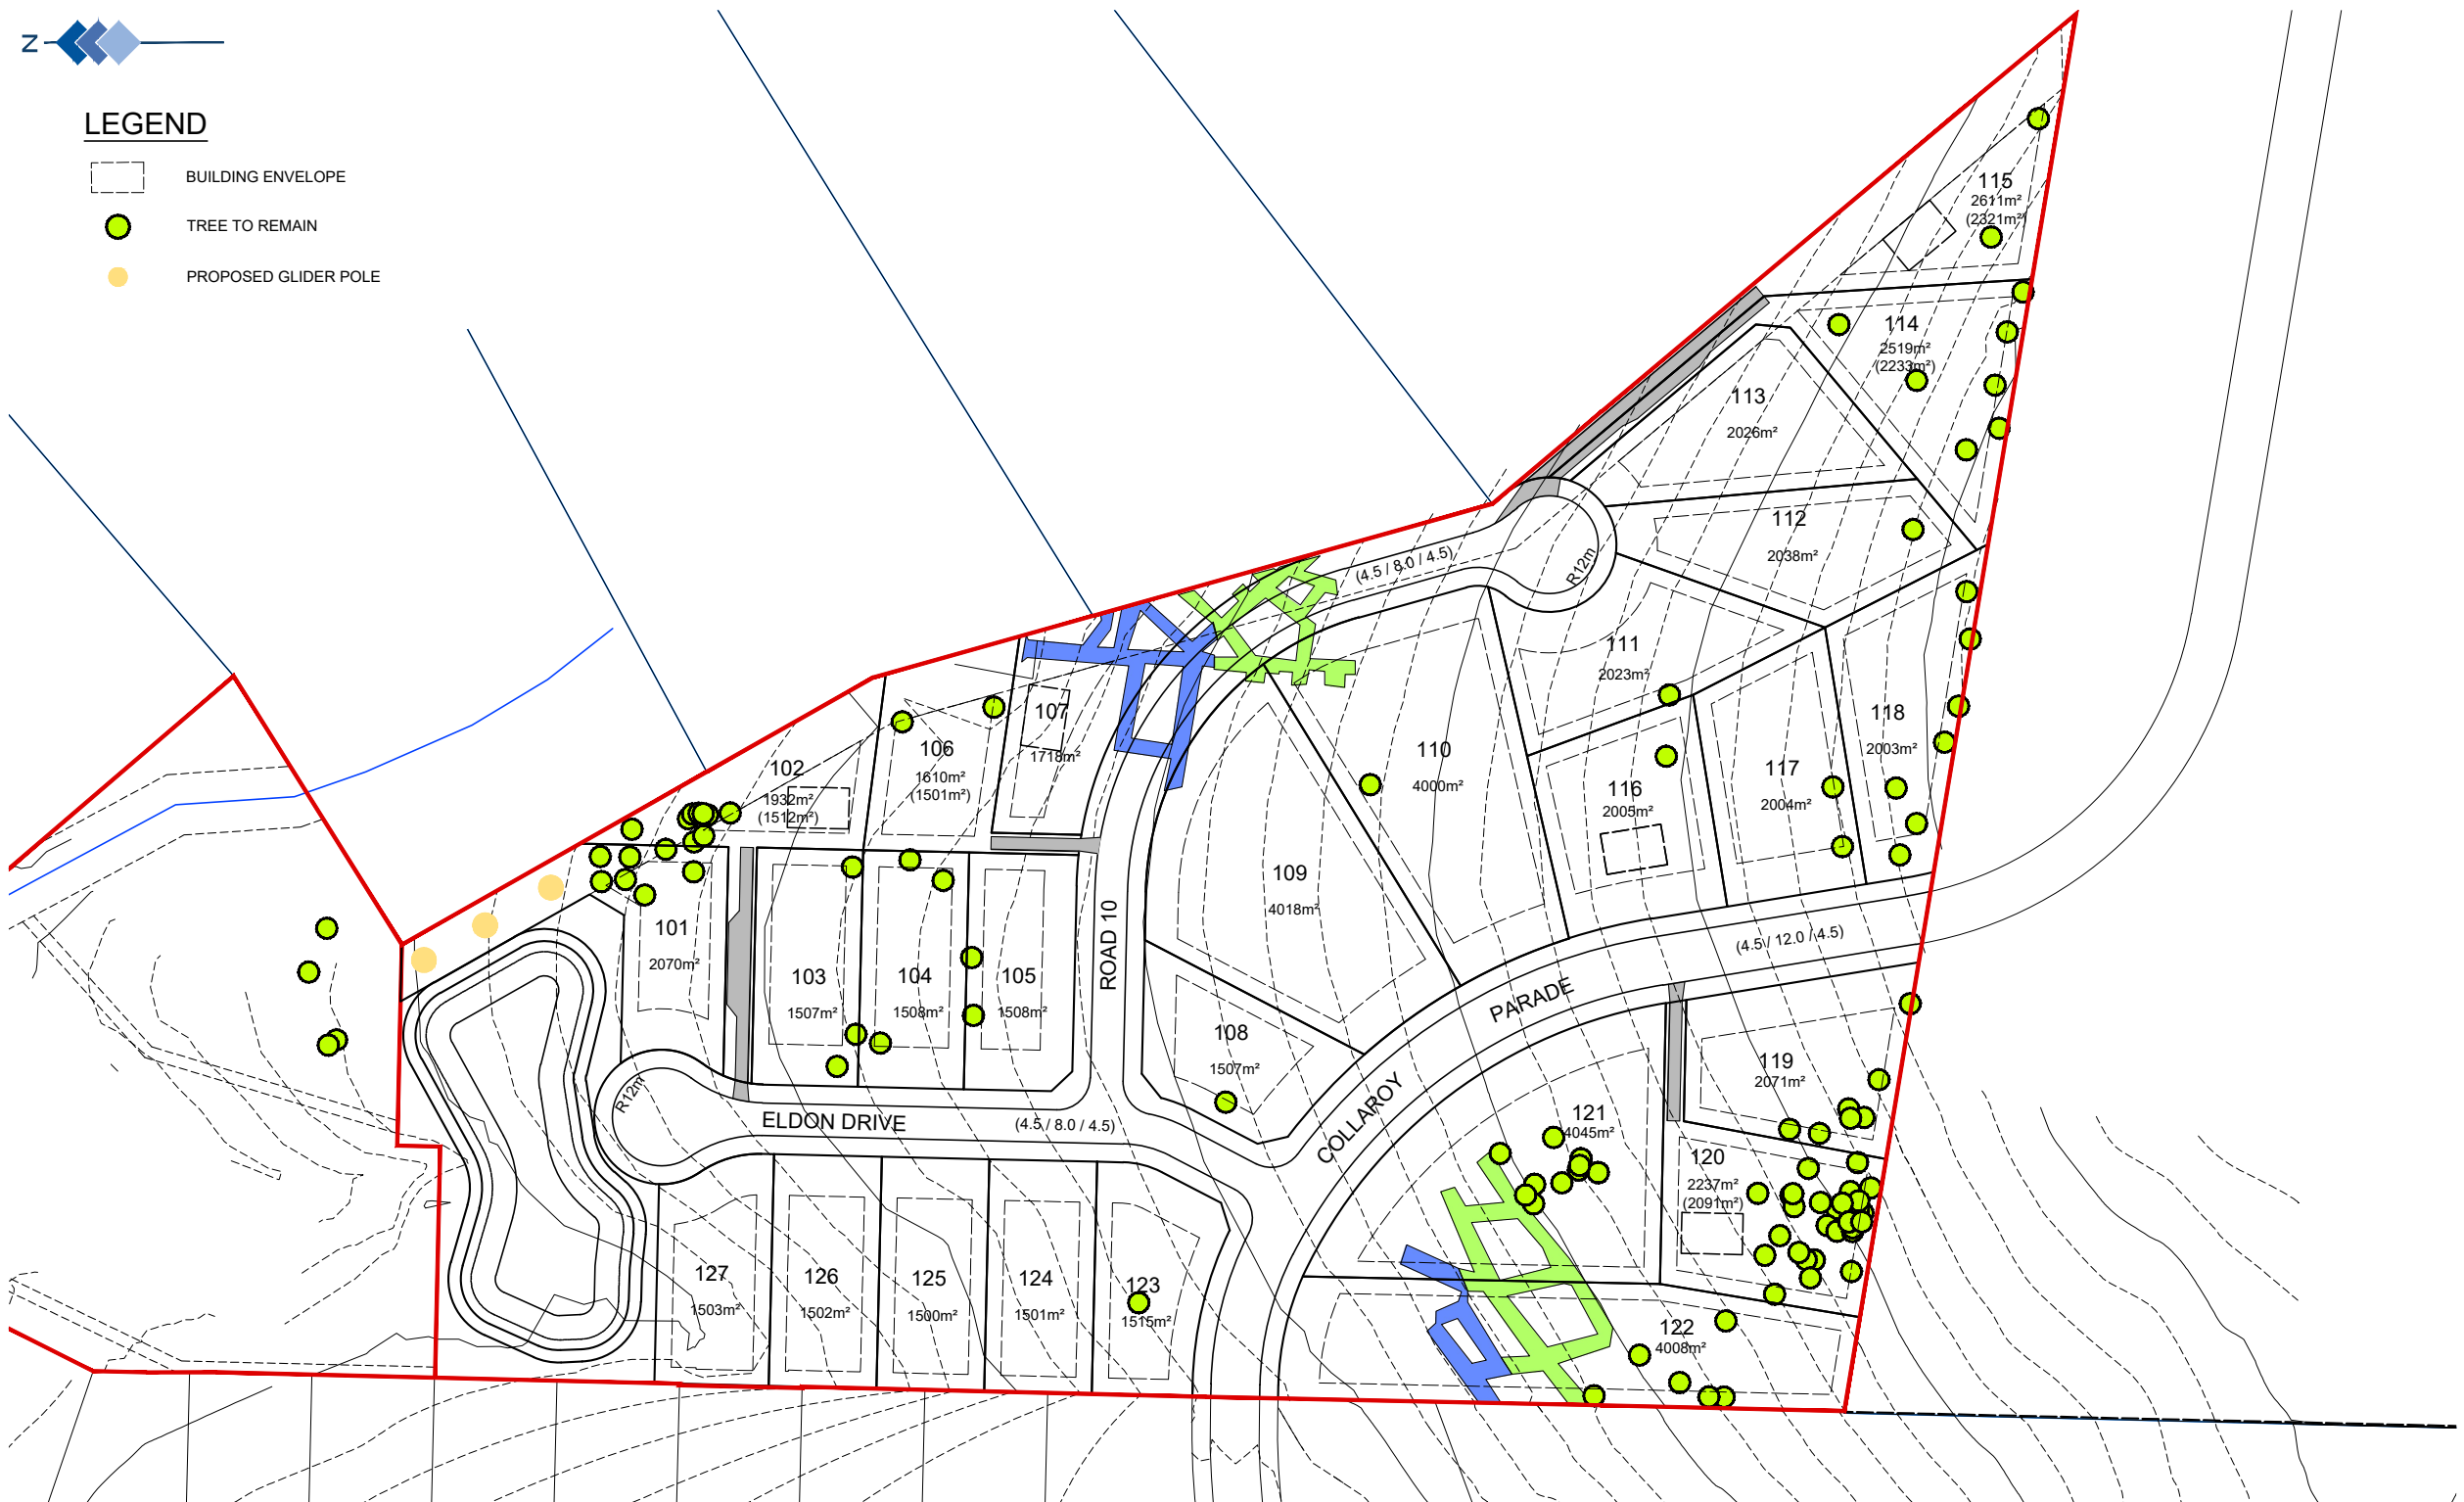 Z
LEGEND
BUILDING ENVELOPE
TREE TO REMAIN
PROPOSED GLIDER POLE
115
2611m²
(2321m²)
114
2519m²
(2233m²)
113
2026m²
112
2038m²
(4.5 / 8.0 / 4.5)
R12m
111
2023m²
118
2003m²
117
2004m²
116
2005m²
110
4000m²
109
4018m²
107
1718m²
106
1610m²
(1501m²)
102
1932m²
(1512m²)
101
2070m²
103
1507m²
104
1508m²
105
1508m²
ROAD 10
108
1507m²
PARADE
(4.5 / 12.0 / 4.5)
COLLAROY
R12m
ELDON DRIVE
(4.5 / 8.0 / 4.5)
119
2071m²
121
4045m²
120
2237m²
(2091m²)
122
4008m²
127
1503m²
126
1502m²
125
1500m²
124
1501m²
123
1515m²